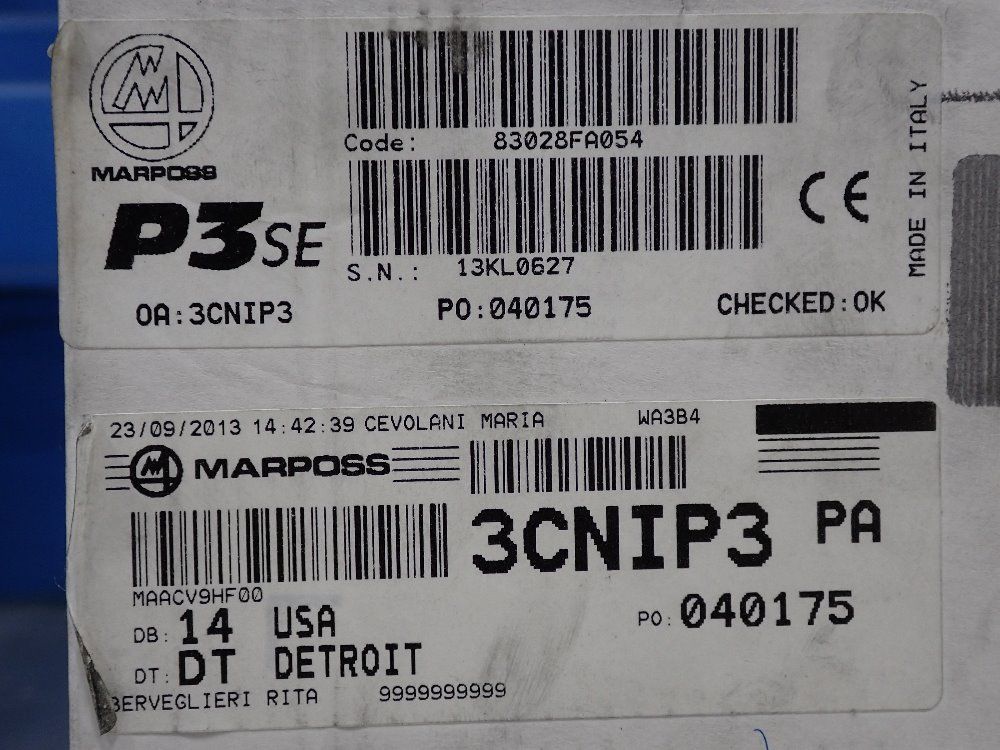 MARPOSS
P3SE
Code: 83028FA054
S.N.: 13KL0627
OA:3CNIP3 PO:040175 CHECKED:OK
MADE IN ITALY
CE
23/09/2013 14:42:39 CEVOLANI MARIA WA3B4
MARPOSS
3CNIP3 PA
MAACV9HF00
DB: 14 USA PO: 040175
DT: DT DETROIT
BERVEGLIERI RITA 9999999999